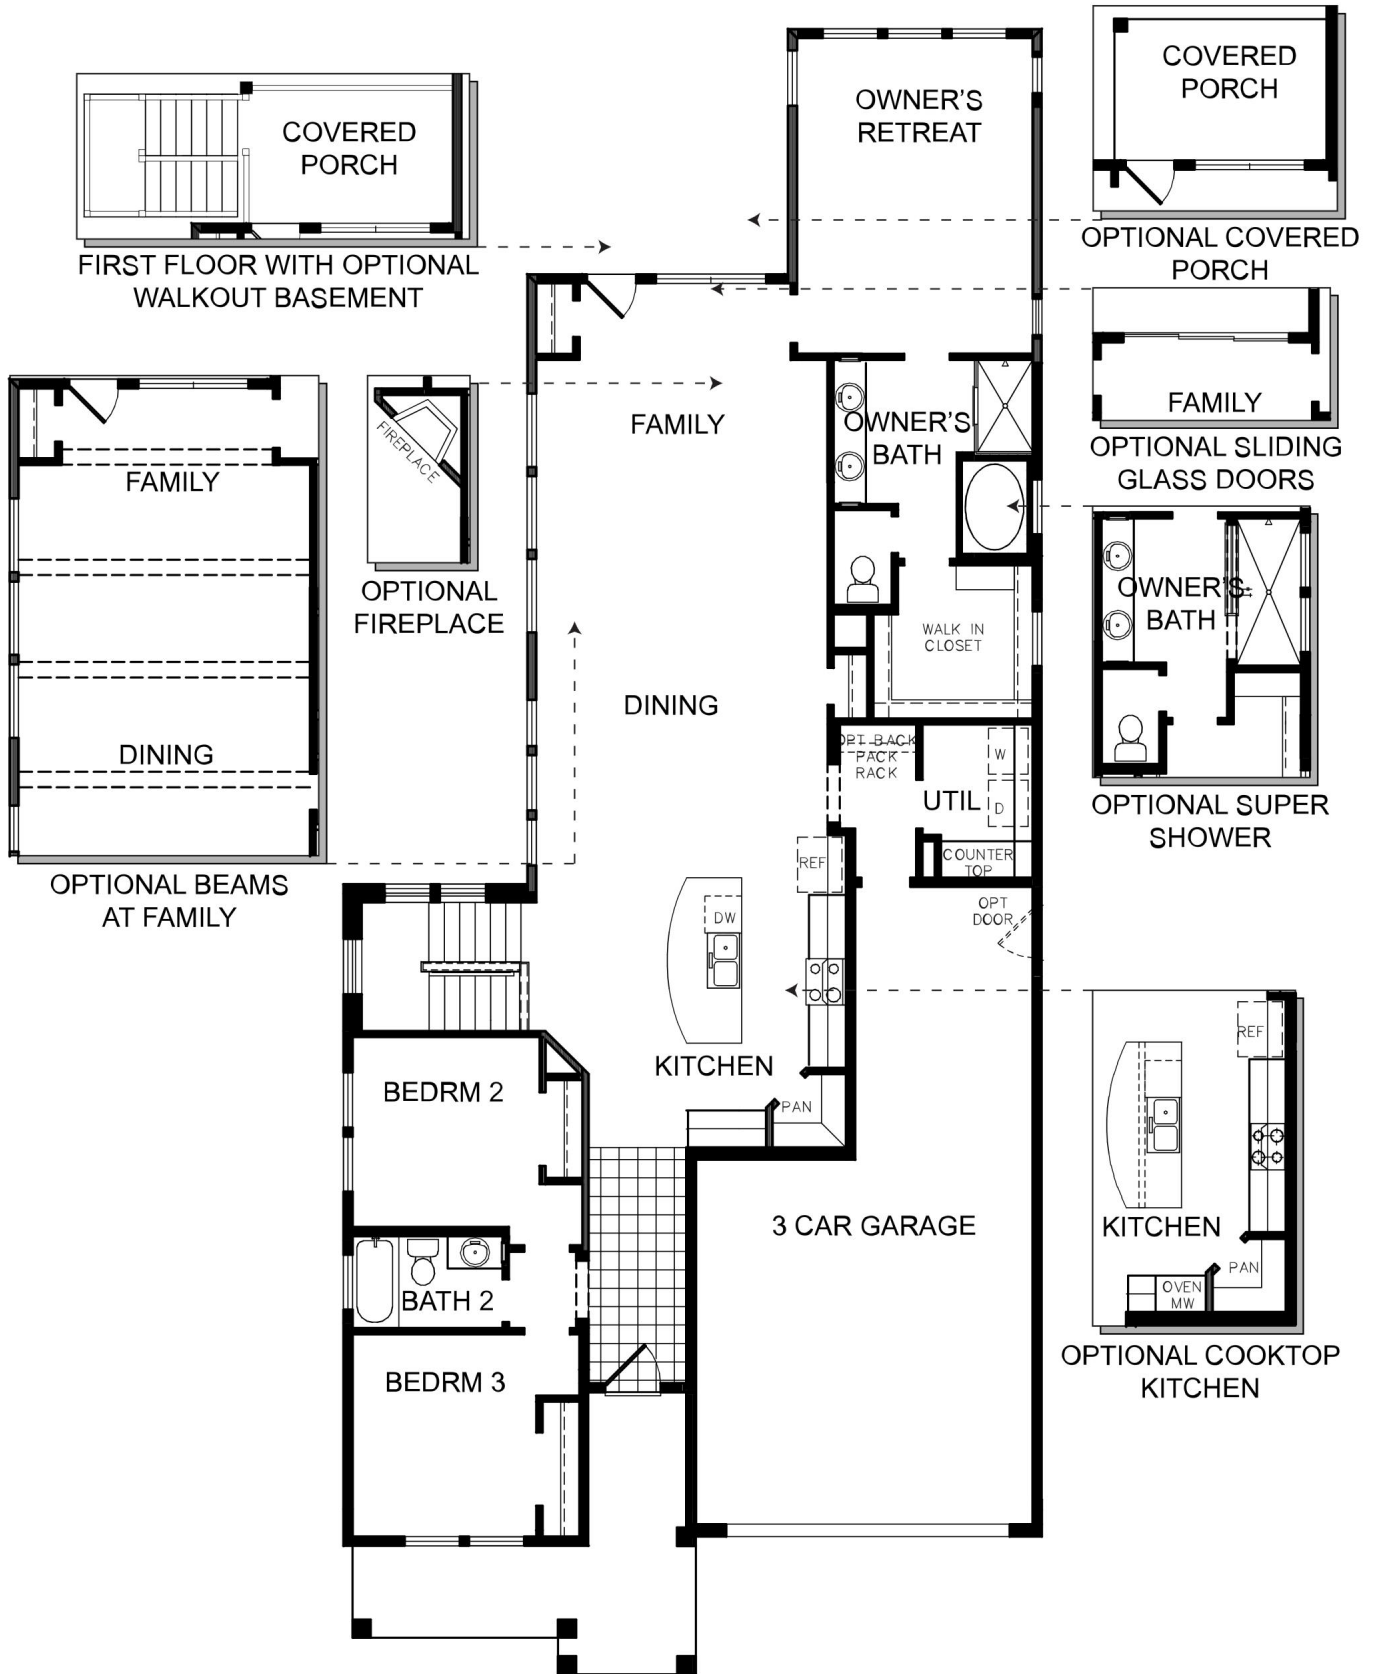 COVERED
PORCH
FIRST FLOOR WITH OPTIONAL
WALKOUT BASEMENT
OWNER'S
RETREAT
COVERED
PORCH
OPTIONAL COVERED
PORCH
FAMILY
OPTIONAL SLIDING
GLASS DOORS
FAMILY
DINING
OPTIONAL BEAMS
AT FAMILY
FIREPLACE
OPTIONAL
FIREPLACE
FAMILY
OWNER'S
BATH
WALK IN
CLOSET
OWNER'S
BATH
OPTIONAL SUPER
SHOWER
DINING
OPT BACK
PACK
RACK
W
UTIL
D
COUNTER
TOP
REF
OPT
DOOR
DW
KITCHEN
PAN
BEDRM 2
3 CAR GARAGE
BATH 2
BEDRM 3
REF
KITCHEN
PAN
OVEN
MW
OPTIONAL COOKTOP
KITCHEN